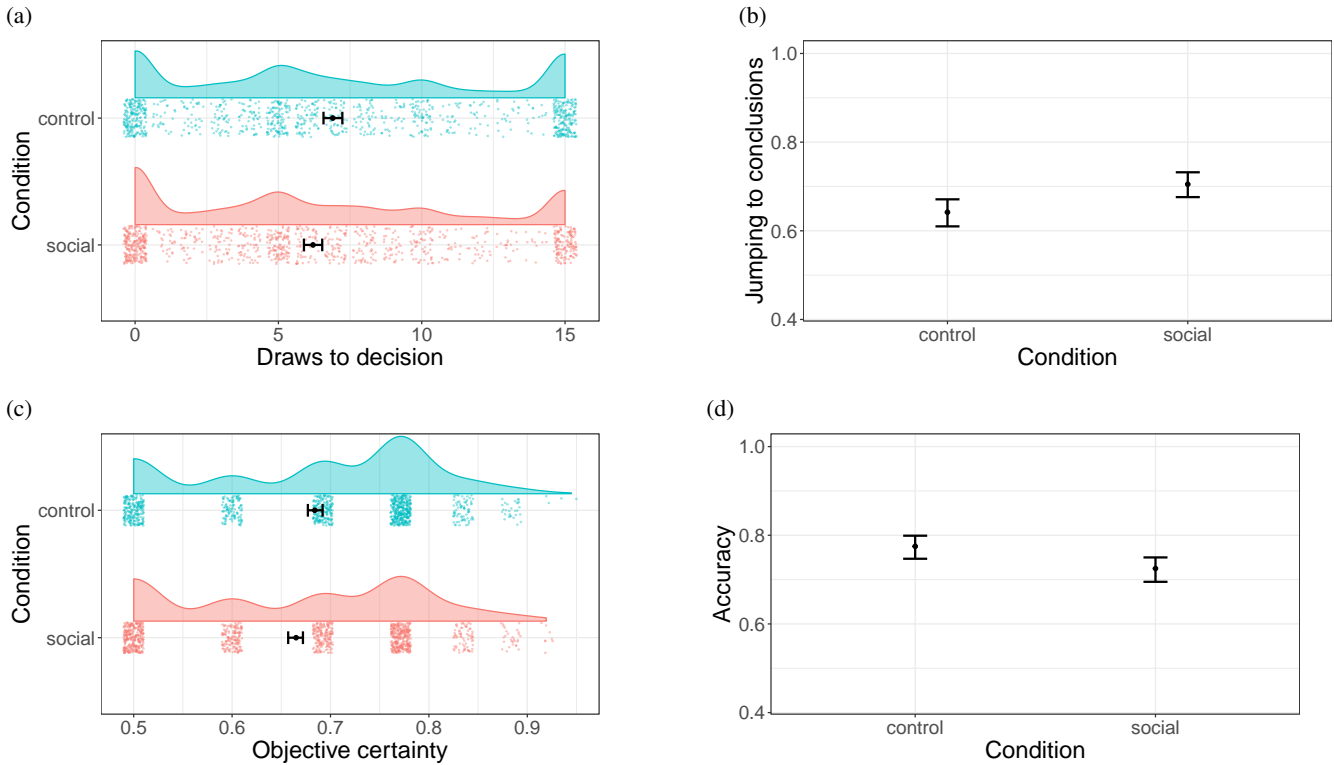 (a)
Condition
control
social
0 5 10 15
Draws to decision
(b)
Jumping to conclusions
1.0
0.8
0.6
0.4
control social
Condition
(c)
Condition
control
social
0.5 0.6 0.7 0.8 0.9
Objective certainty
(d)
Accuracy
1.0
0.8
0.6
0.4
control social
Condition